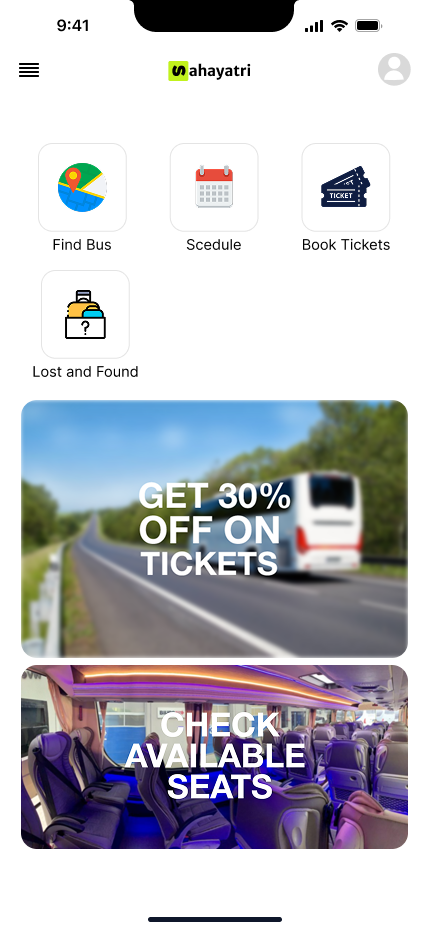 9:41
Sahayatri
Find Bus
Scedule
TICKET
Book Tickets
?
Lost and Found
GET 30%
OFF ON
TICKETS
CHECK
AVAILABLE
SEATS